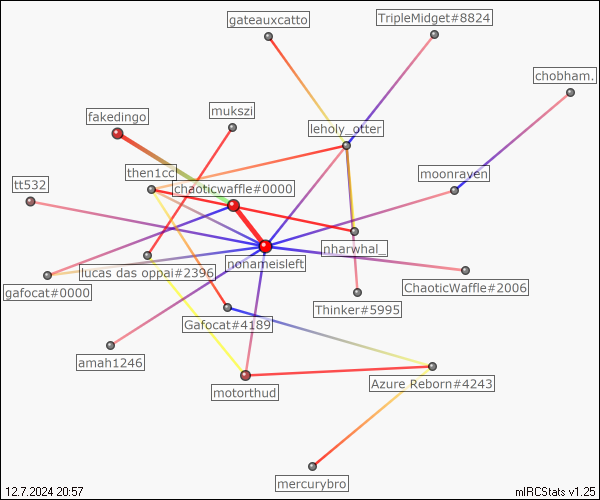 gateauxcatto
TripleMidget#8824
chobham.
mukszi
fakedingo
leholy_otter
then1cc
moonraven
tt532
chaoticwaffle#0000
nharwhal_
nonameisleft
lucas das oppai#2396
gafocat#0000
ChaoticWaffle#2006
Thinker#5995
Gafocat#4189
amah1246
Azure Reborn#4243
motorthud
mercurybro
12.7.2024 20:57
mIRCStats v1.25